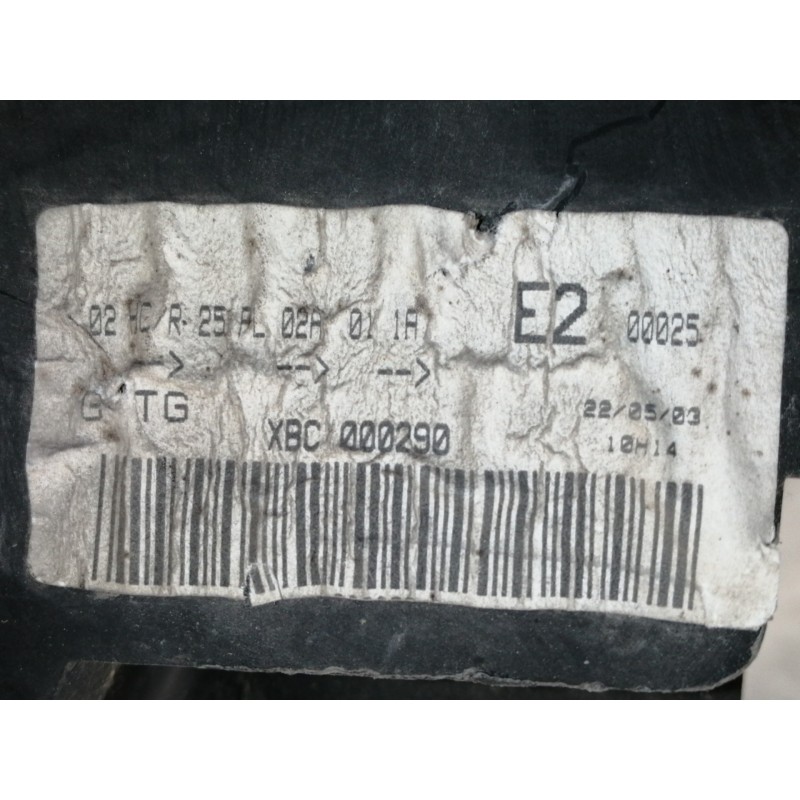 02 HC/R 25 PL 02A 01 1A E2 00025
--> --> -->
G TG 22/05/03
XBC 000290 10H14